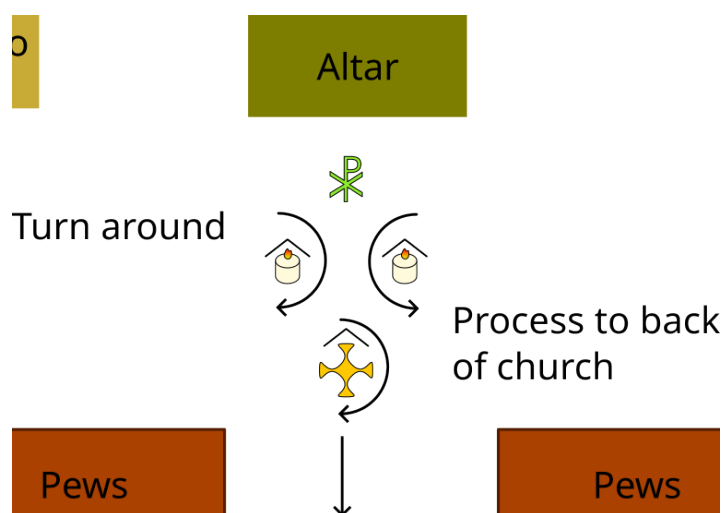 Altar
Turn around
Process to back
of church
Pews
Pews